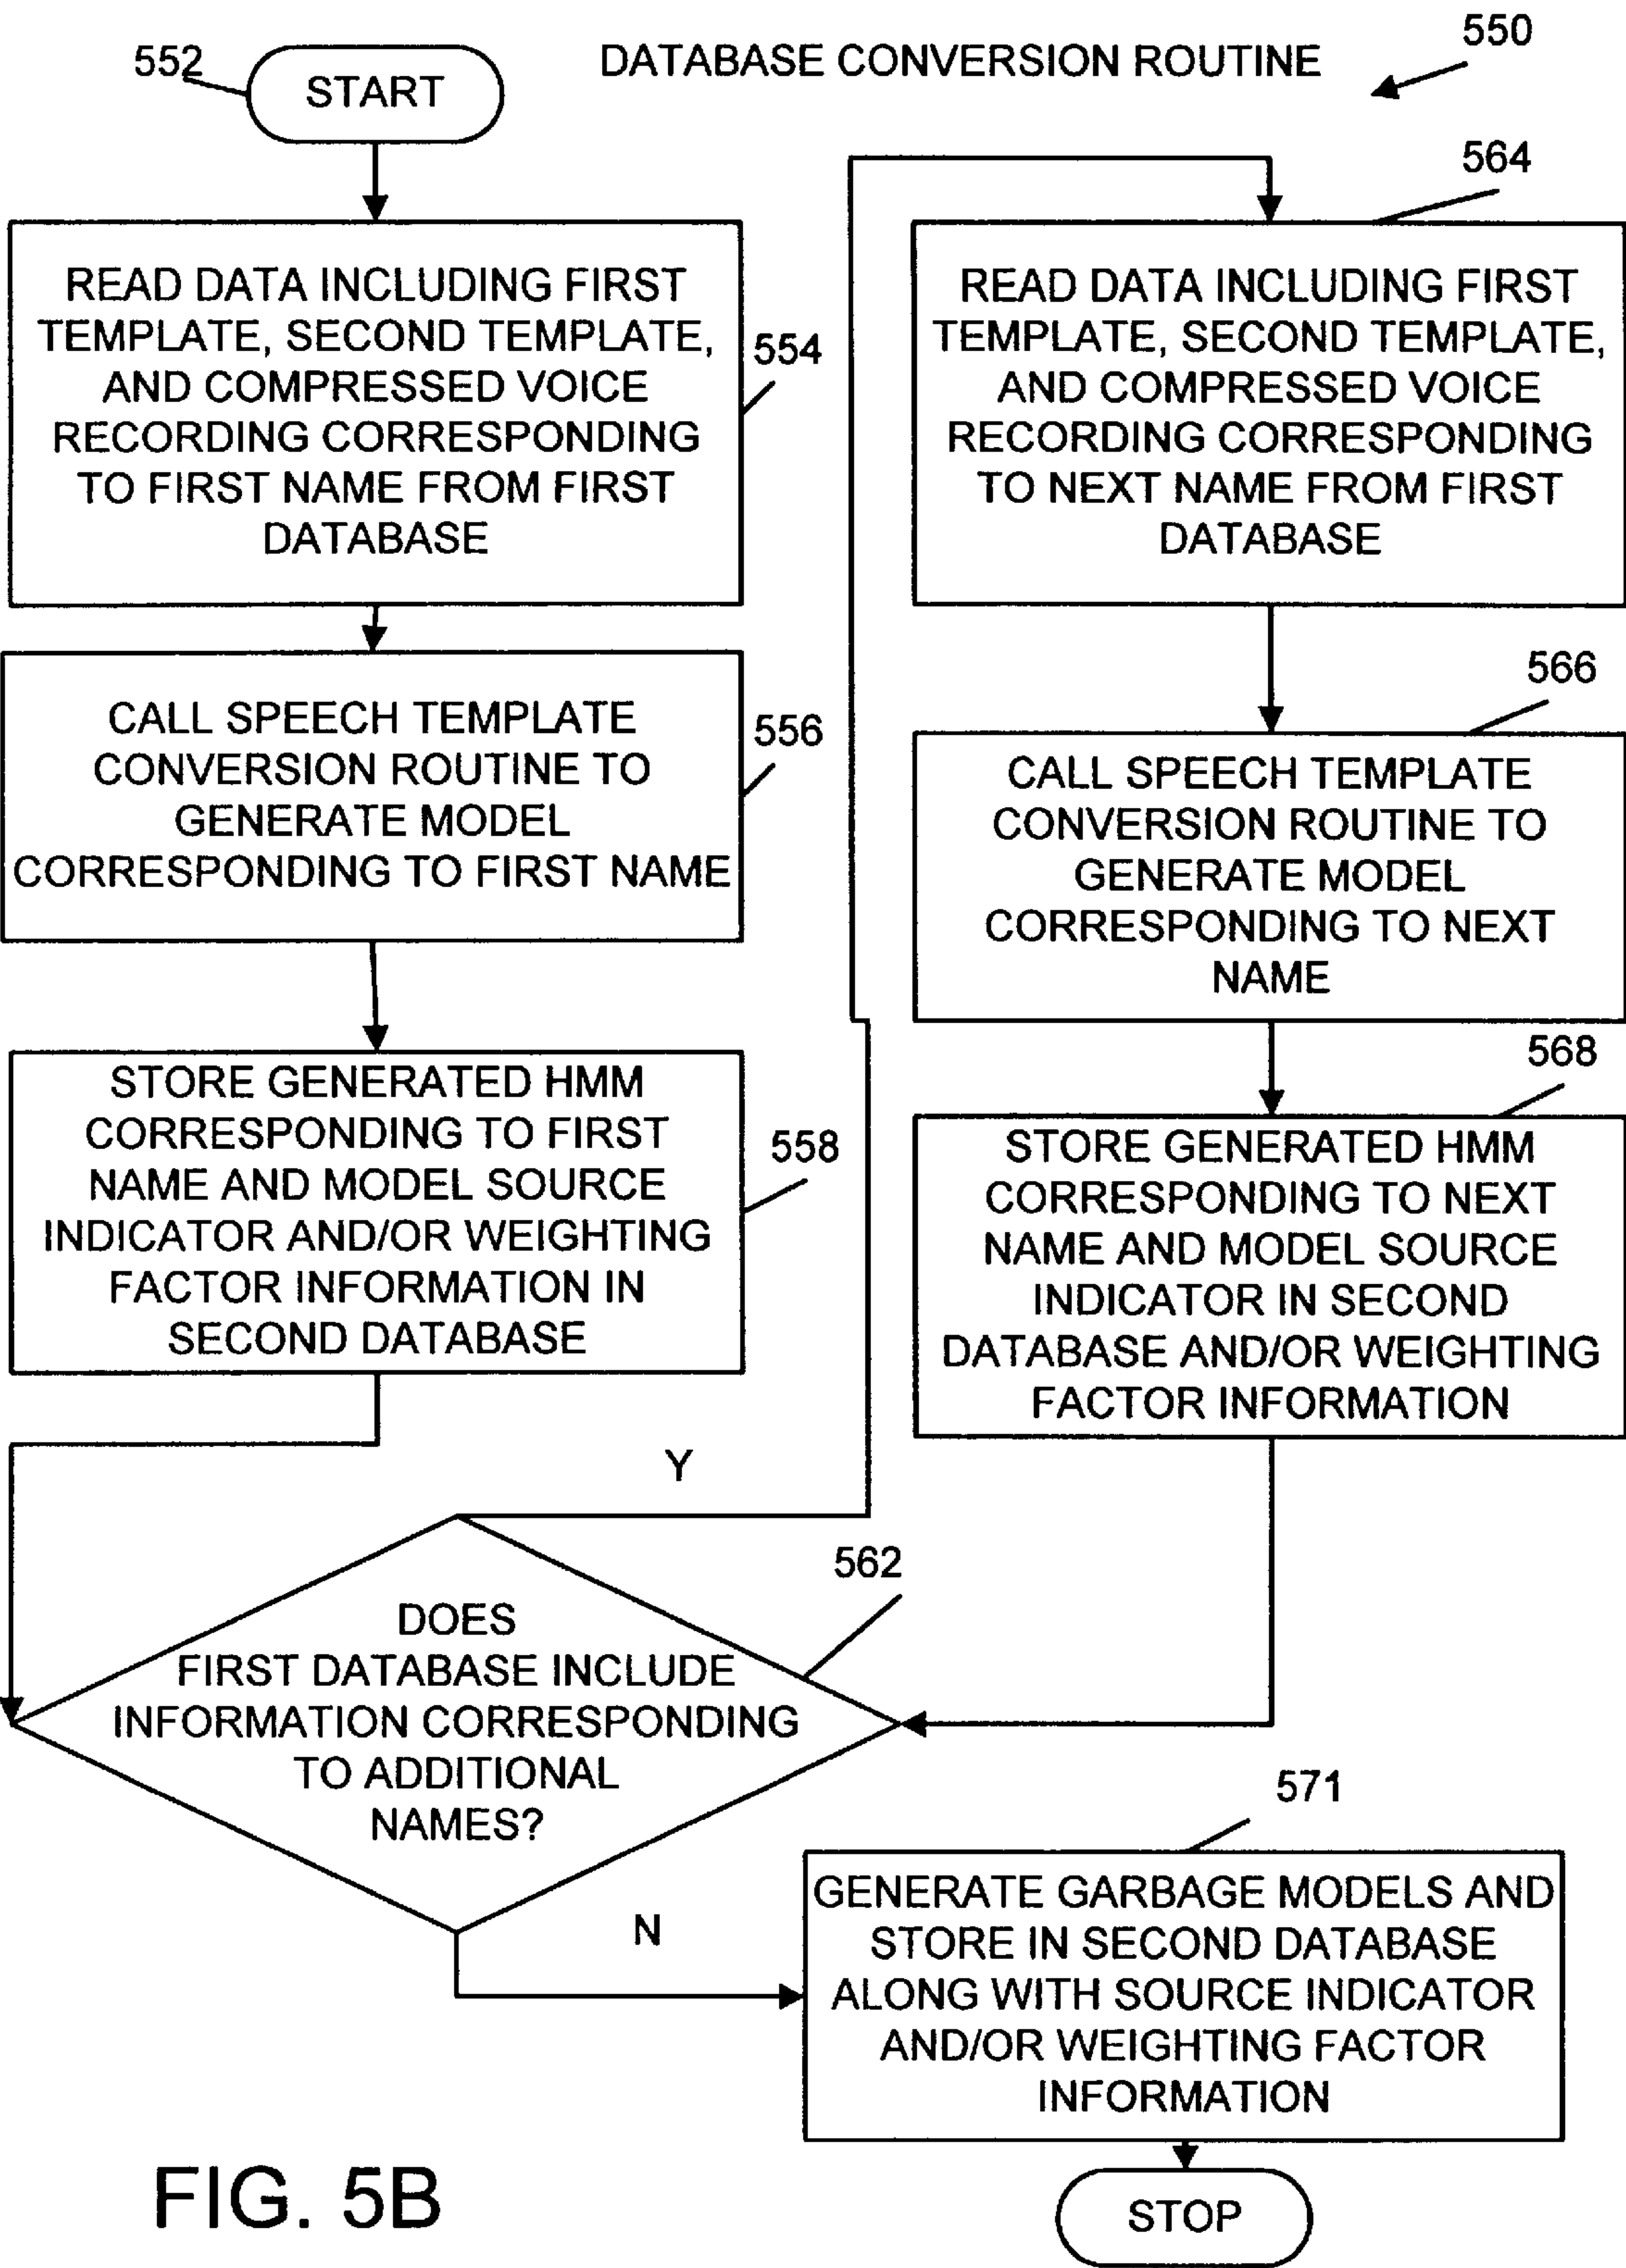 DATABASE CONVERSION ROUTINE
550
552
START
READ DATA INCLUDING FIRST
TEMPLATE, SECOND TEMPLATE,
AND COMPRESSED VOICE
RECORDING CORRESPONDING
TO FIRST NAME FROM FIRST
DATABASE
554
CALL SPEECH TEMPLATE
CONVERSION ROUTINE TO
GENERATE MODEL
CORRESPONDING TO FIRST NAME
556
STORE GENERATED HMM
CORRESPONDING TO FIRST
NAME AND MODEL SOURCE
INDICATOR AND/OR WEIGHTING
FACTOR INFORMATION IN
SECOND DATABASE
558
Y
562
DOES
FIRST DATABASE INCLUDE
INFORMATION CORRESPONDING
TO ADDITIONAL
NAMES?
N
564
READ DATA INCLUDING FIRST
TEMPLATE, SECOND TEMPLATE,
AND COMPRESSED VOICE
RECORDING CORRESPONDING
TO NEXT NAME FROM FIRST
DATABASE
566
CALL SPEECH TEMPLATE
CONVERSION ROUTINE TO
GENERATE MODEL
CORRESPONDING TO NEXT
NAME
568
STORE GENERATED HMM
CORRESPONDING TO NEXT
NAME AND MODEL SOURCE
INDICATOR IN SECOND
DATABASE AND/OR WEIGHTING
FACTOR INFORMATION
571
GENERATE GARBAGE MODELS AND
STORE IN SECOND DATABASE
ALONG WITH SOURCE INDICATOR
AND/OR WEIGHTING FACTOR
INFORMATION
STOP
FIG. 5B